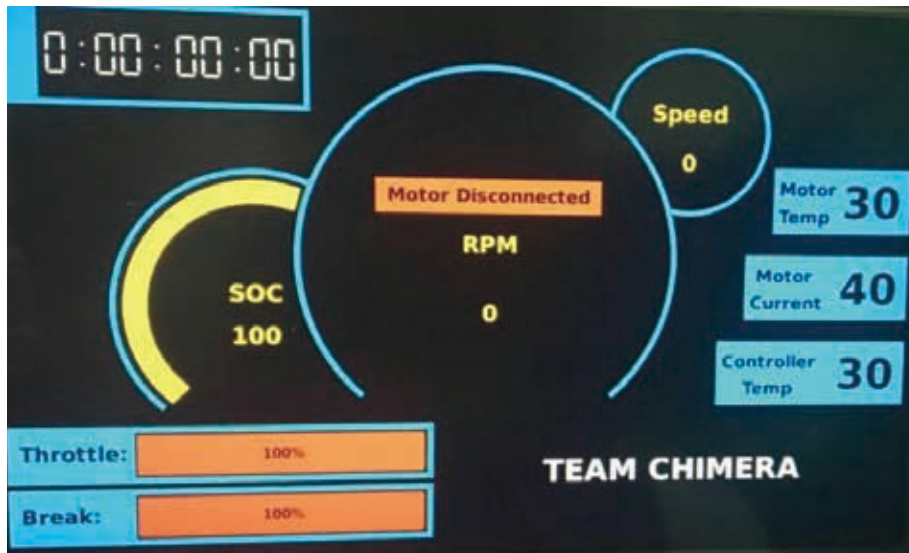 0:00:00:00
Speed
0
Motor Disconnected
RPM
0
SOC
100
Motor
Temp
30
Motor
Current
40
Controller
Temp
30
Throttle:
100%
Break:
100%
TEAM CHIMERA